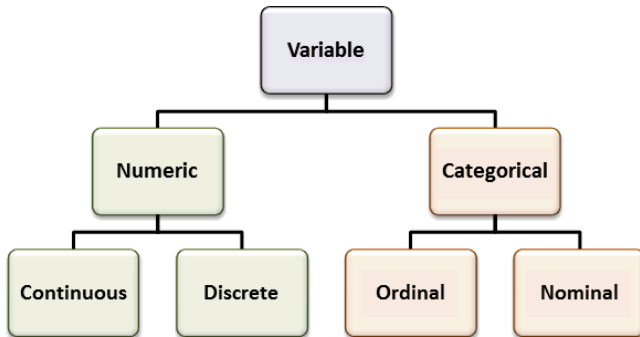 Variable
Numeric
Categorical
Continuous
Discrete
Ordinal
Nominal